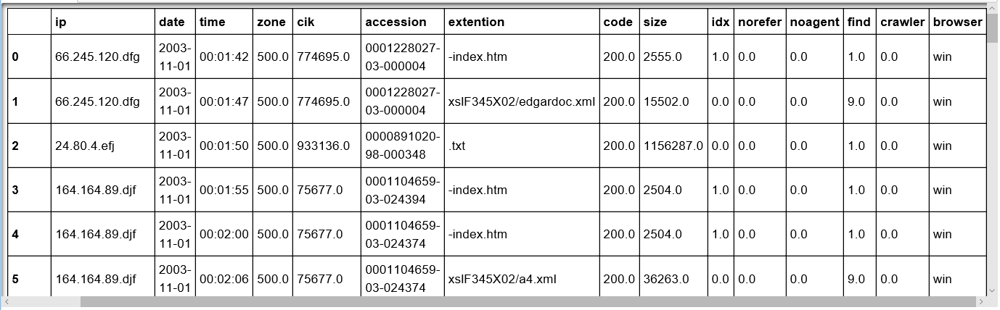 ip date time zone cik accession extention code size idx norefer noagent find crawler browser
0 66.245.120.dfg 2003-11-01 00:01:42 500.0 774695.0 0001228027-03-000004 -index.htm 200.0 2555.0 1.0 0.0 0.0 1.0 0.0 win
1 66.245.120.dfg 2003-11-01 00:01:47 500.0 774695.0 0001228027-03-000004 xslF345X02/edgardoc.xml 200.0 15502.0 0.0 0.0 0.0 9.0 0.0 win
2 24.80.4.efj 2003-11-01 00:01:50 500.0 933136.0 0000891020-98-000348 .txt 200.0 1156287.0 0.0 0.0 0.0 1.0 0.0 win
3 164.164.89.djf 2003-11-01 00:01:55 500.0 75677.0 0001104659-03-024394 -index.htm 200.0 2504.0 1.0 0.0 0.0 1.0 0.0 win
4 164.164.89.djf 2003-11-01 00:02:00 500.0 75677.0 0001104659-03-024374 -index.htm 200.0 2504.0 1.0 0.0 0.0 1.0 0.0 win
5 164.164.89.djf 2003-11-01 00:02:06 500.0 75677.0 0001104659-03-024374 xslF345X02/a4.xml 200.0 36263.0 0.0 0.0 0.0 9.0 0.0 win